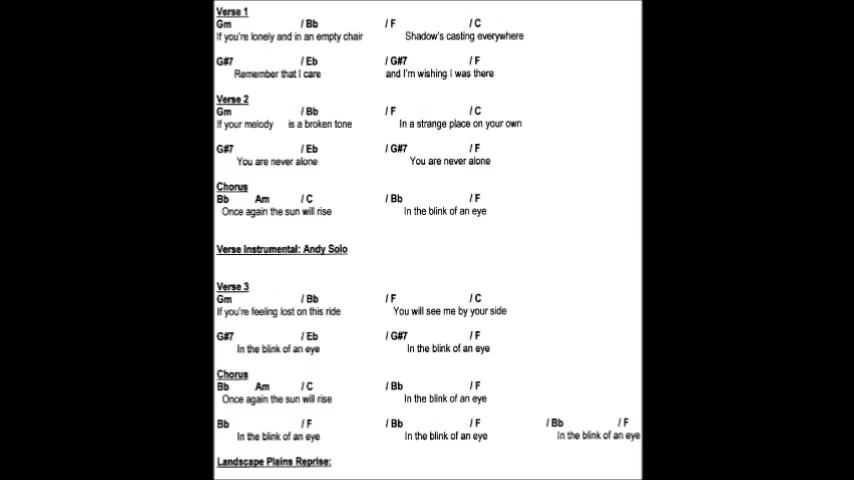 Verse 1
Gm / Bb / F / C
If you're lonely and in an empty chair Shadow's casting everywhere
G#7 / Eb / G#7 / F
Remember that I care and I'm wishing I was there
Verse 2
Gm / Bb / F / C
If your melody is a broken tone In a strange place on your own
G#7 / Eb / G#7 / F
You are never alone You are never alone
Chorus
Bb Am / C / Bb / F
Once again the sun will rise In the blink of an eye
Verse Instrumental: Andy Solo
Verse 3
Gm / Bb / F / C
If you're feeling lost on this ride You will see me by your side
G#7 / Eb / G#7 / F
In the blink of an eye In the blink of an eye
Chorus
Bb Am / C / Bb / F
Once again the sun will rise In the blink of an eye
Bb / F / Bb / F / Bb / F
In the blink of an eye In the blink of an eye In the blink of an eye
Landscape Plains Reprise: